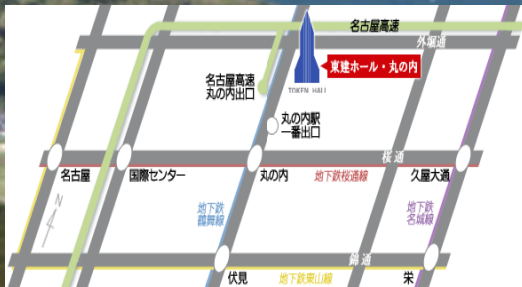 名古屋高速
外堀通
東建ホール・丸の内
名古屋高速
丸の内出口
TOKEN HALL
丸の内駅
一番出口
桜通
名古屋
国際センター
丸の内
地下鉄桜通線
久屋大通
N
地下鉄
鶴舞線
地下鉄
名城線
錦通
伏見
地下鉄東山線
栄